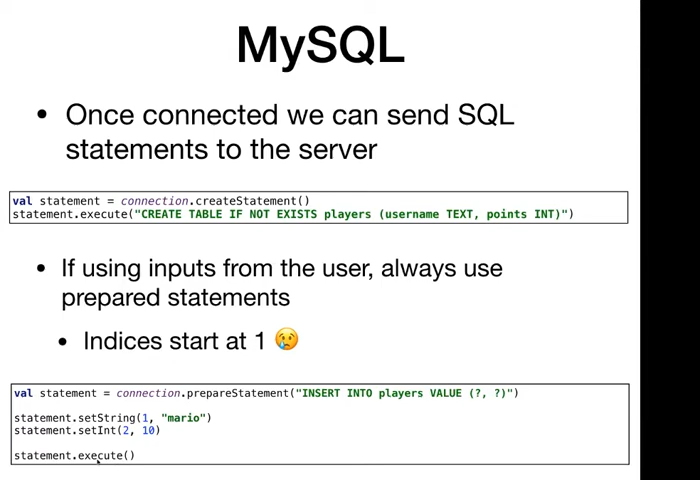 MySQL
• Once connected we can send SQL
statements to the server
val statement = connection.createStatement()
statement.execute("CREATE TABLE IF NOT EXISTS players (username TEXT, points INT)")
• If using inputs from the user, always use
prepared statements
• Indices start at 1 😢
val statement = connection.prepareStatement("INSERT INTO players VALUE (?, ?)")
statement.setString(1, "mario")
statement.setInt(2, 10)
statement.execute()